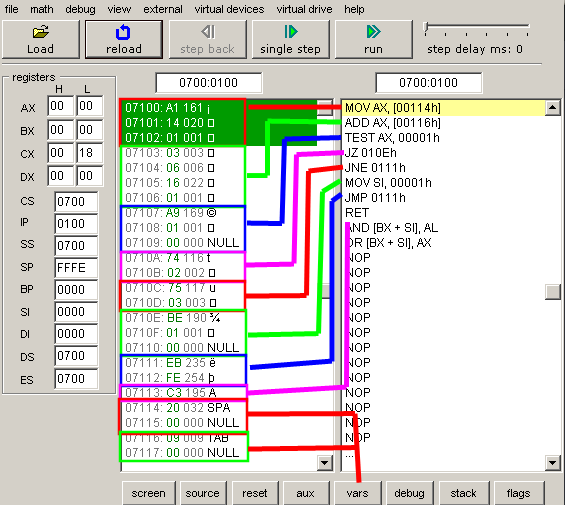 file math debug view external virtual devices virtual drive help
Load reload step back single step run step delay ms: 0
registers
H L
AX 00 00
BX 00 00
CX 00 18
DX 00 00
CS 0700
IP 0100
SS 0700
SP FFFE
BP 0000
SI 0000
DI 0000
DS 0700
ES 0700
0700:0100
07100: A1 161 ¡
07101: 14 020
07102: 01 001
07103: 03 003
07104: 06 006
07105: 16 022
07106: 01 001
07107: A9 169 ©
07108: 01 001
07109: 00 000 NULL
0710A: 74 116 t
0710B: 02 002
0710C: 75 117 u
0710D: 03 003
0710E: BE 190 ¾
0710F: 01 001
07110: 00 000 NULL
07111: EB 235 ë
07112: FE 254 þ
07113: C3 195 Ã
07114: 20 032 SPA
07115: 00 000 NULL
07116: 09 009 TAB
07117: 00 000 NULL
0700:0100
MOV AX, [00114h]
ADD AX, [00116h]
TEST AX, 00001h
JZ 010Eh
JNE 0111h
MOV SI, 00001h
JMP 0111h
RET
AND [BX + SI], AL
OR [BX + SI], AX
NOP
NOP
NOP
NOP
NOP
NOP
NOP
NOP
NOP
NOP
NOP
NOP
NOP
...
screen source reset aux vars debug stack flags